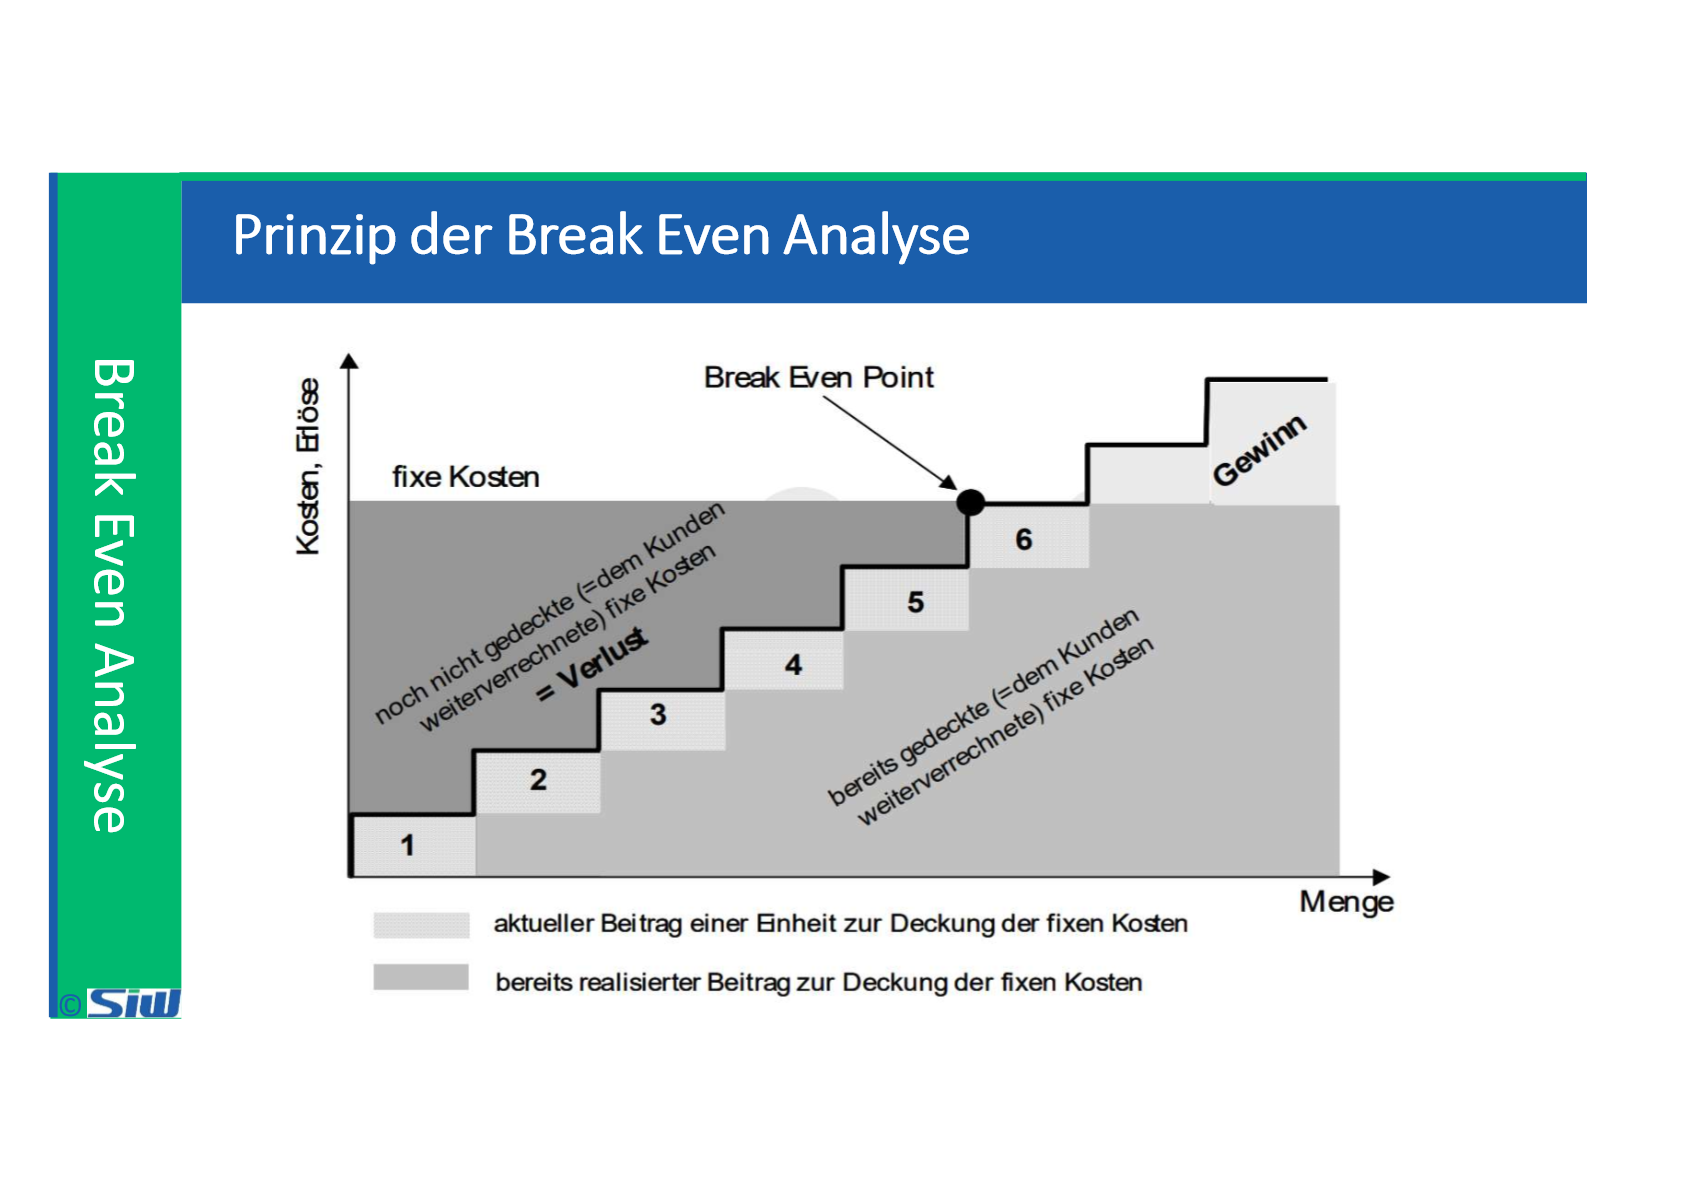 Prinzip der Break Even Analyse
Break Even Analyse
© SiW
Kosten, Erlöse
Break Even Point
fixe Kosten
Gewinn
noch nicht gedeckte (=dem Kunden
weiterverrechnete) fixe Kosten
= Verlust
6
5
4
3
2
1
bereits gedeckte (=dem Kunden
weiterverrechnete) fixe Kosten
Menge
aktueller Beitrag einer Einheit zur Deckung der fixen Kosten
bereits realisierter Beitrag zur Deckung der fixen Kosten